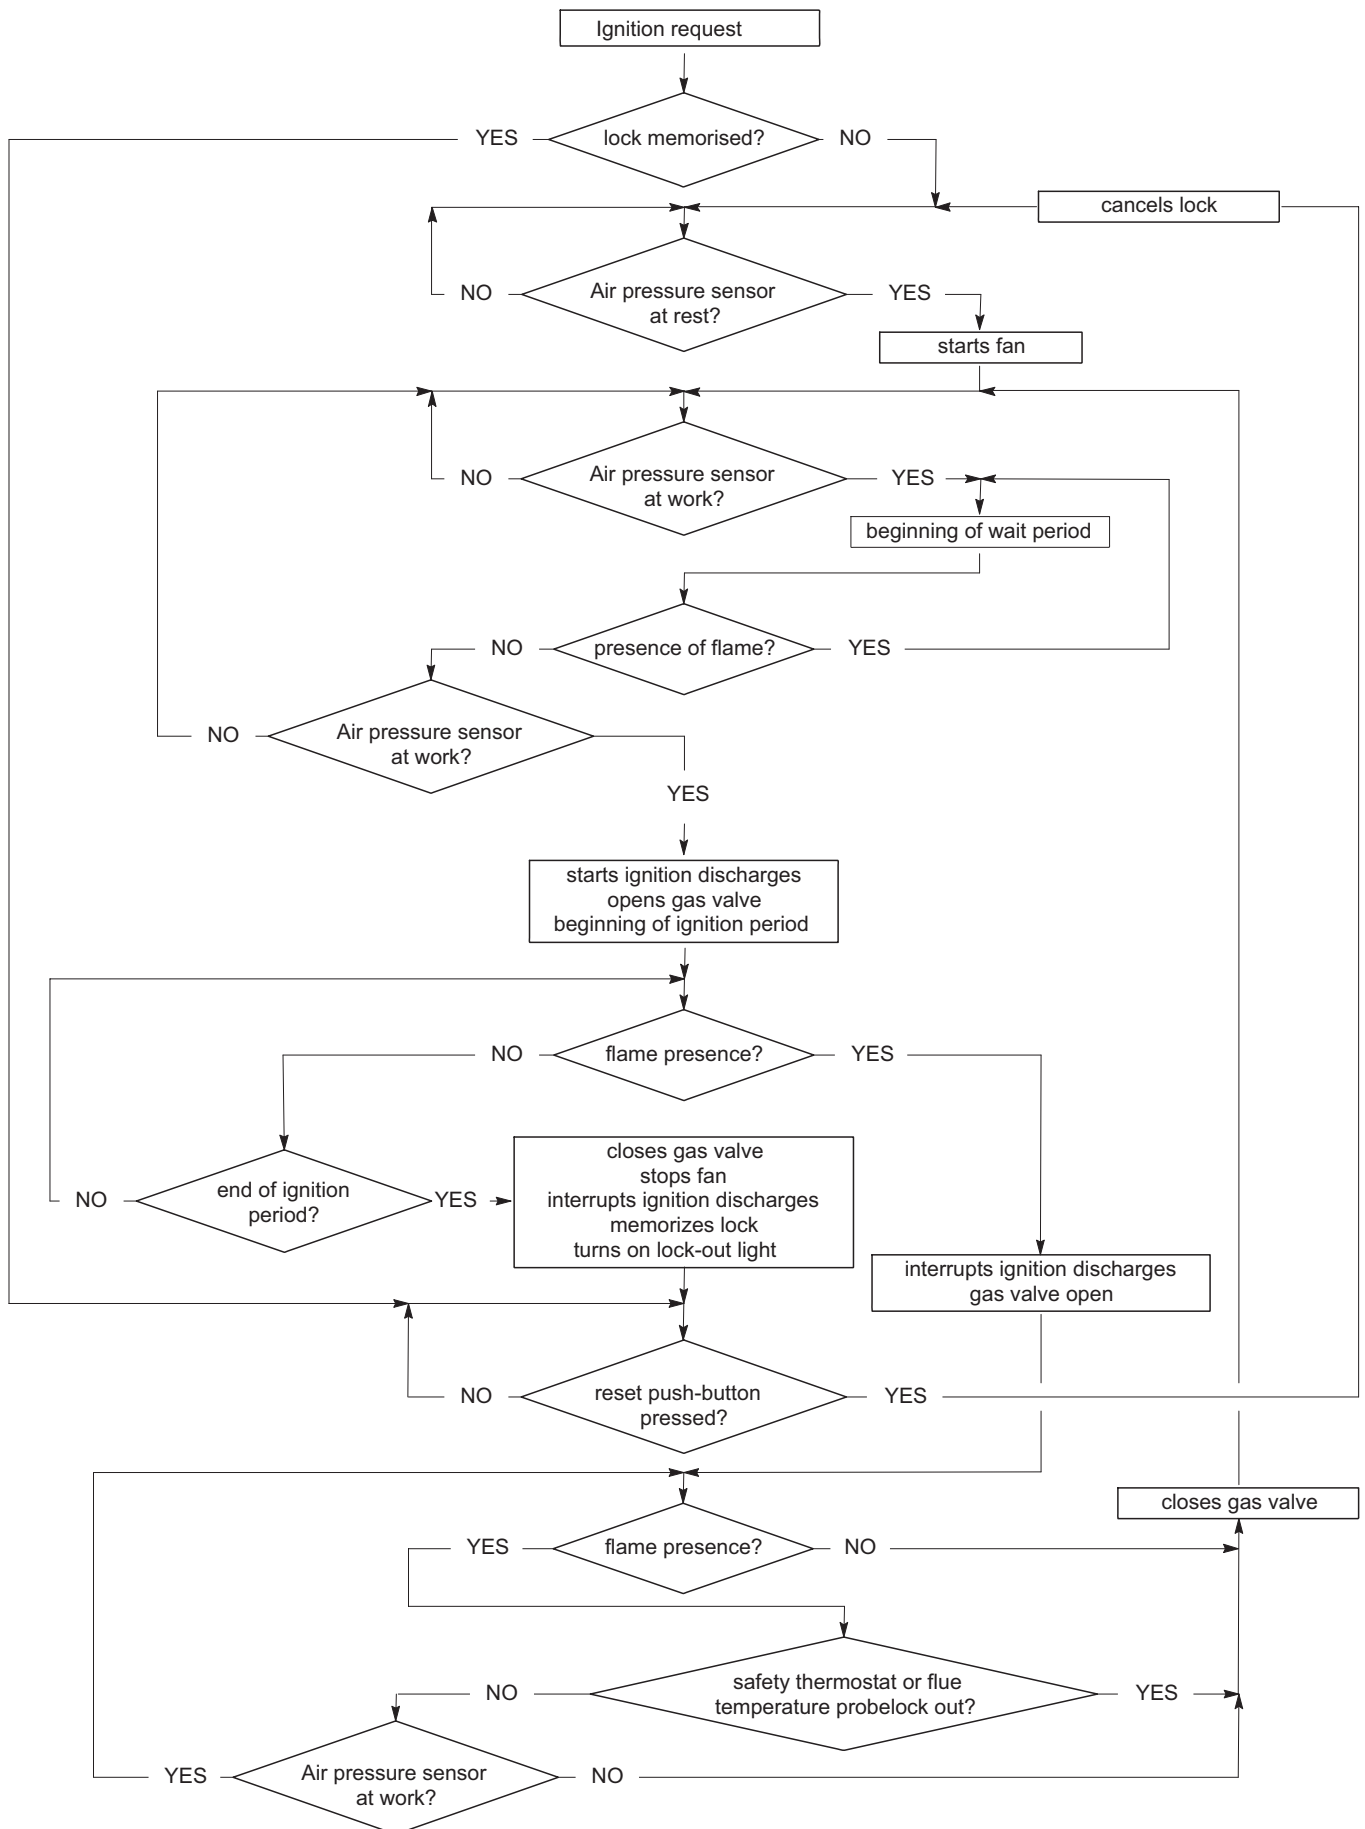 Ignition request
YES
lock memorised?
NO
cancels lock
NO
Air pressure sensor
at rest?
YES
starts fan
NO
Air pressure sensor
at work?
YES
beginning of wait period
NO
presence of flame?
YES
NO
Air pressure sensor
at work?
YES
starts ignition discharges
opens gas valve
beginning of ignition period
NO
flame presence?
YES
NO
end of ignition
period?
YES
closes gas valve
stops fan
interrupts ignition discharges
memorizes lock
turns on lock-out light
interrupts ignition discharges
gas valve open
NO
reset push-button
pressed?
YES
closes gas valve
YES
flame presence?
NO
NO
safety thermostat or flue
temperature probelock out?
YES
YES
Air pressure sensor
at work?
NO